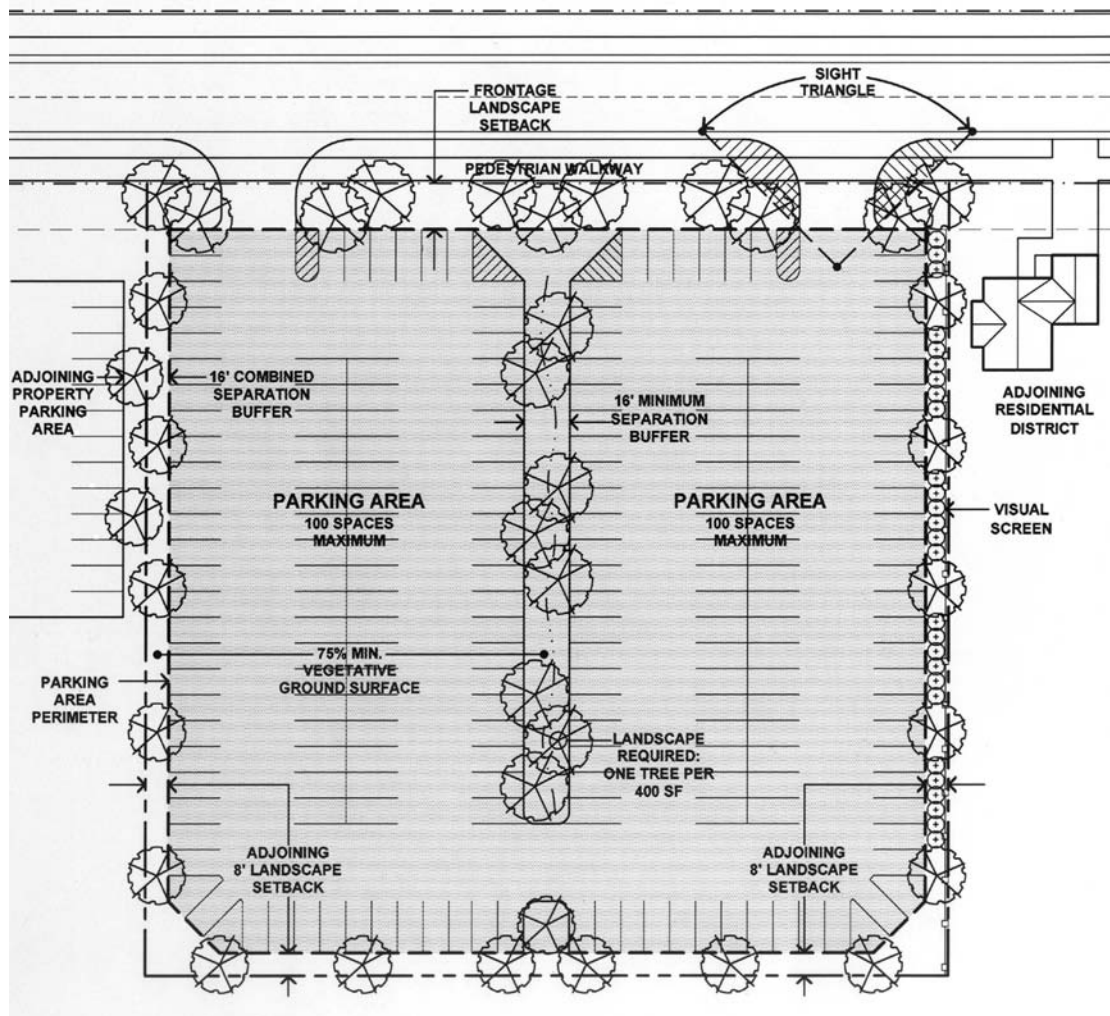 SIGHT
TRIANGLE
FRONTAGE
LANDSCAPE
SETBACK
PEDESTRIAN WALKWAY
ADJOINING
PROPERTY
PARKING
AREA
16' COMBINED
SEPARATION
BUFFER
16' MINIMUM
SEPARATION
BUFFER
ADJOINING
RESIDENTIAL
DISTRICT
PARKING AREA
100 SPACES
MAXIMUM
PARKING AREA
100 SPACES
MAXIMUM
VISUAL
SCREEN
75% MIN.
VEGETATIVE
GROUND SURFACE
PARKING
AREA
PERIMETER
LANDSCAPE
REQUIRED:
ONE TREE PER
400 SF
ADJOINING
8' LANDSCAPE
SETBACK
ADJOINING
8' LANDSCAPE
SETBACK